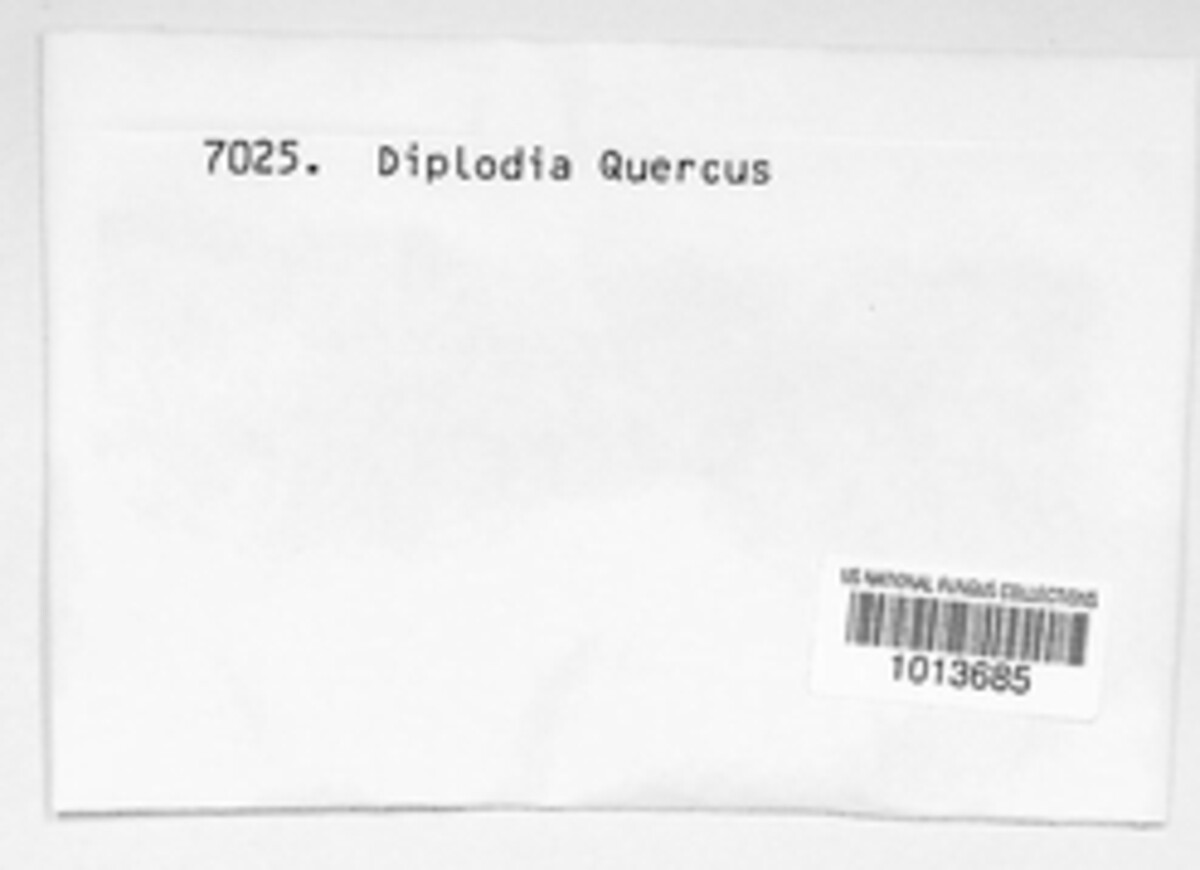 7025. Diplodia Quercus
US NATIONAL FUNGUS COLLECTIONS
1013685